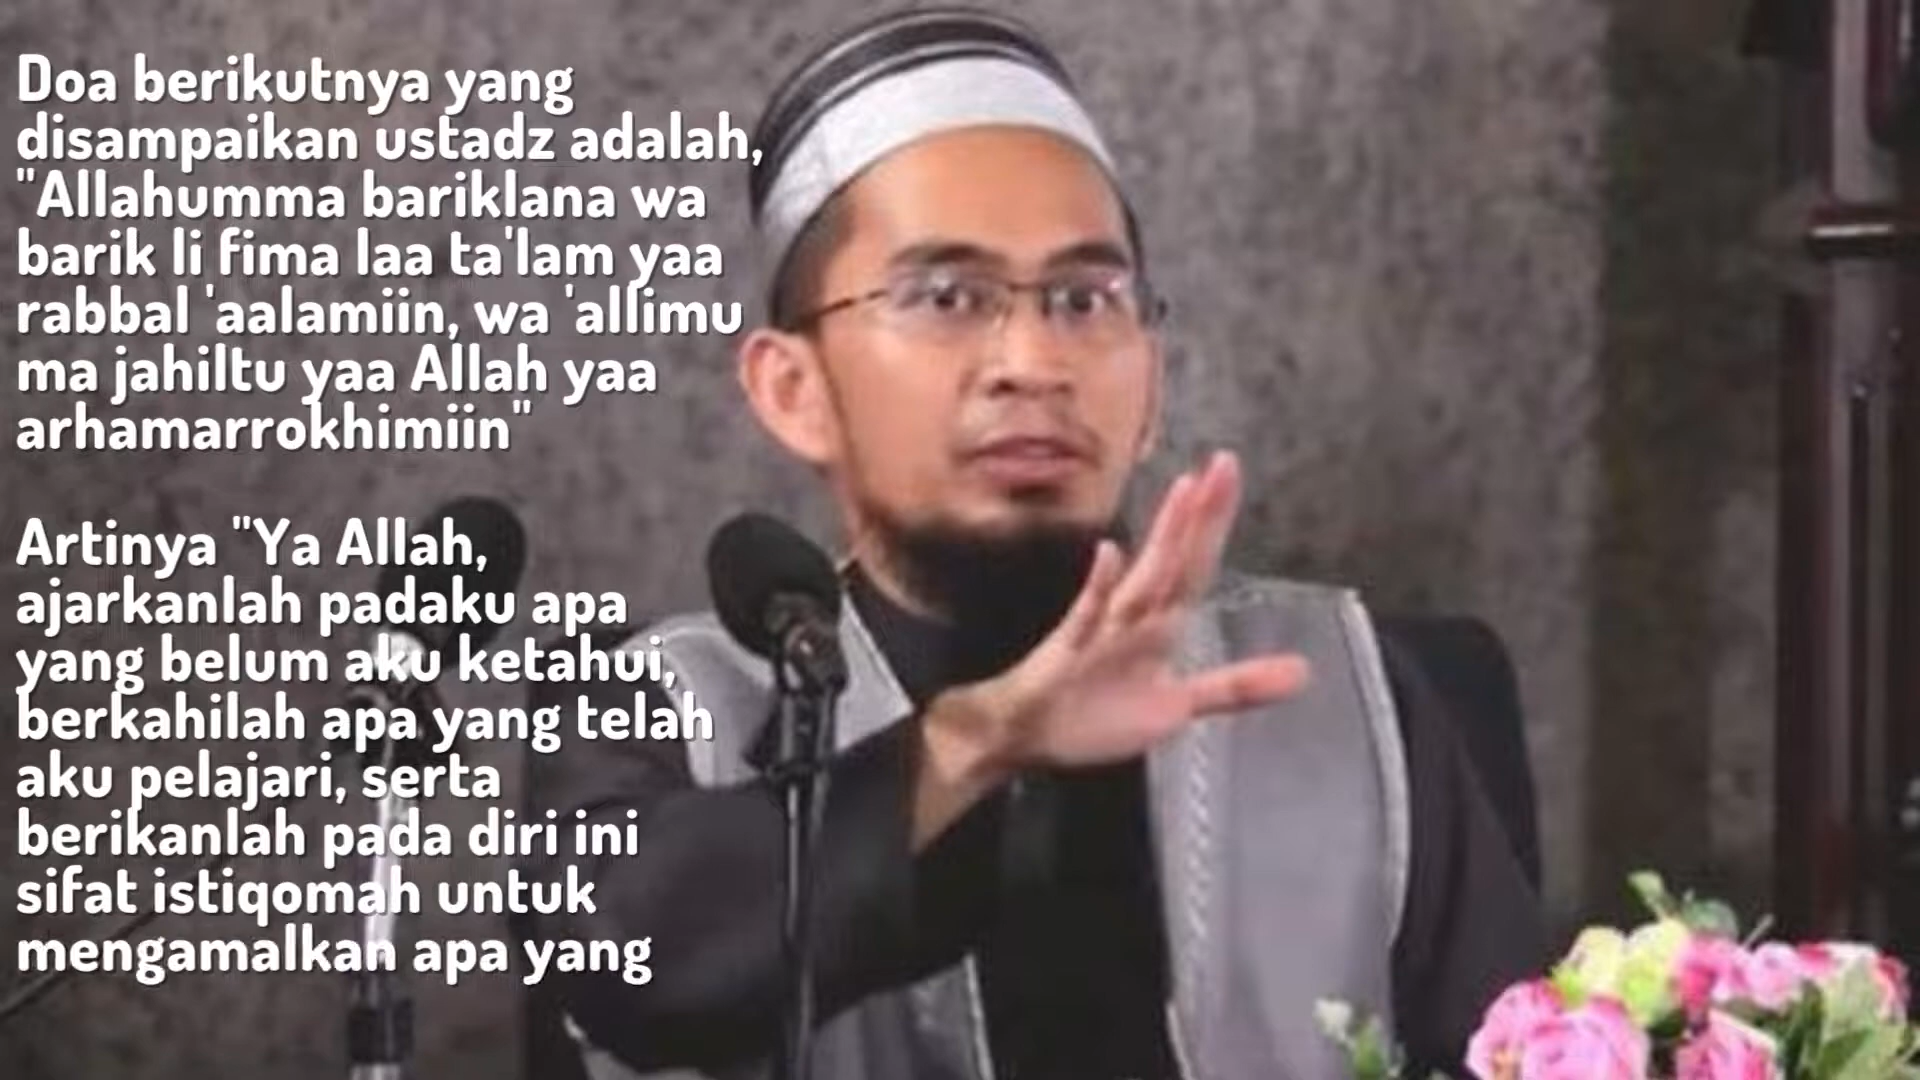 Doa berikutnya yang
disampaikan ustadz adalah,
"Allahumma bariklana wa
barik li fima laa ta'lam yaa
rabbal 'aalamiin, wa 'allimu
ma jahiltu yaa Allah yaa
arhamarrokhimiin"
Artinya "Ya Allah,
ajarkanlah padaku apa
yang belum aku ketahui,
berkahilah apa yang telah
aku pelajari, serta
berikanlah pada diri ini
sifat istiqomah untuk
mengamalkan apa yang